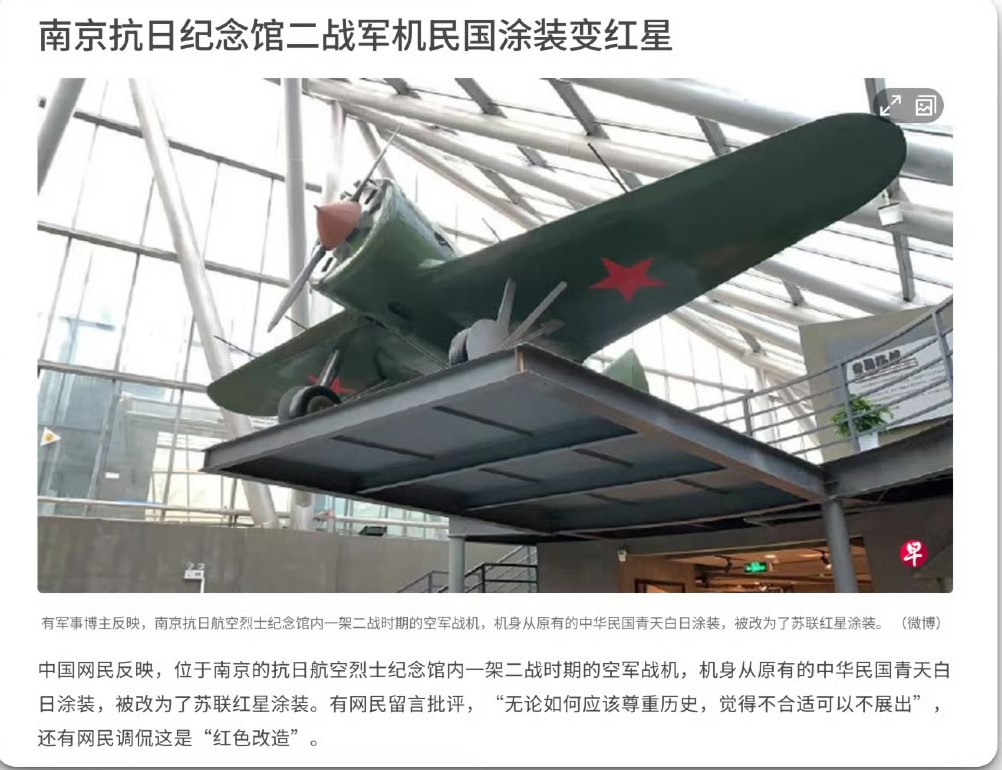 南京抗日纪念馆二战军机民国涂装变红星
早
有军事博主反映，南京抗日航空烈士纪念馆内一架二战时期的空军战机，机身从原有的中华民国青天白日涂装，被改为了苏联红星涂装。（微博）
中国网民反映，位于南京的抗日航空烈士纪念馆内一架二战时期的空军战机，机身从原有的中华民国青天白
日涂装，被改为了苏联红星涂装。有网民留言批评，“无论如何应该尊重历史，觉得不合适可以不展出”，
还有网民调侃这是“红色改造”。